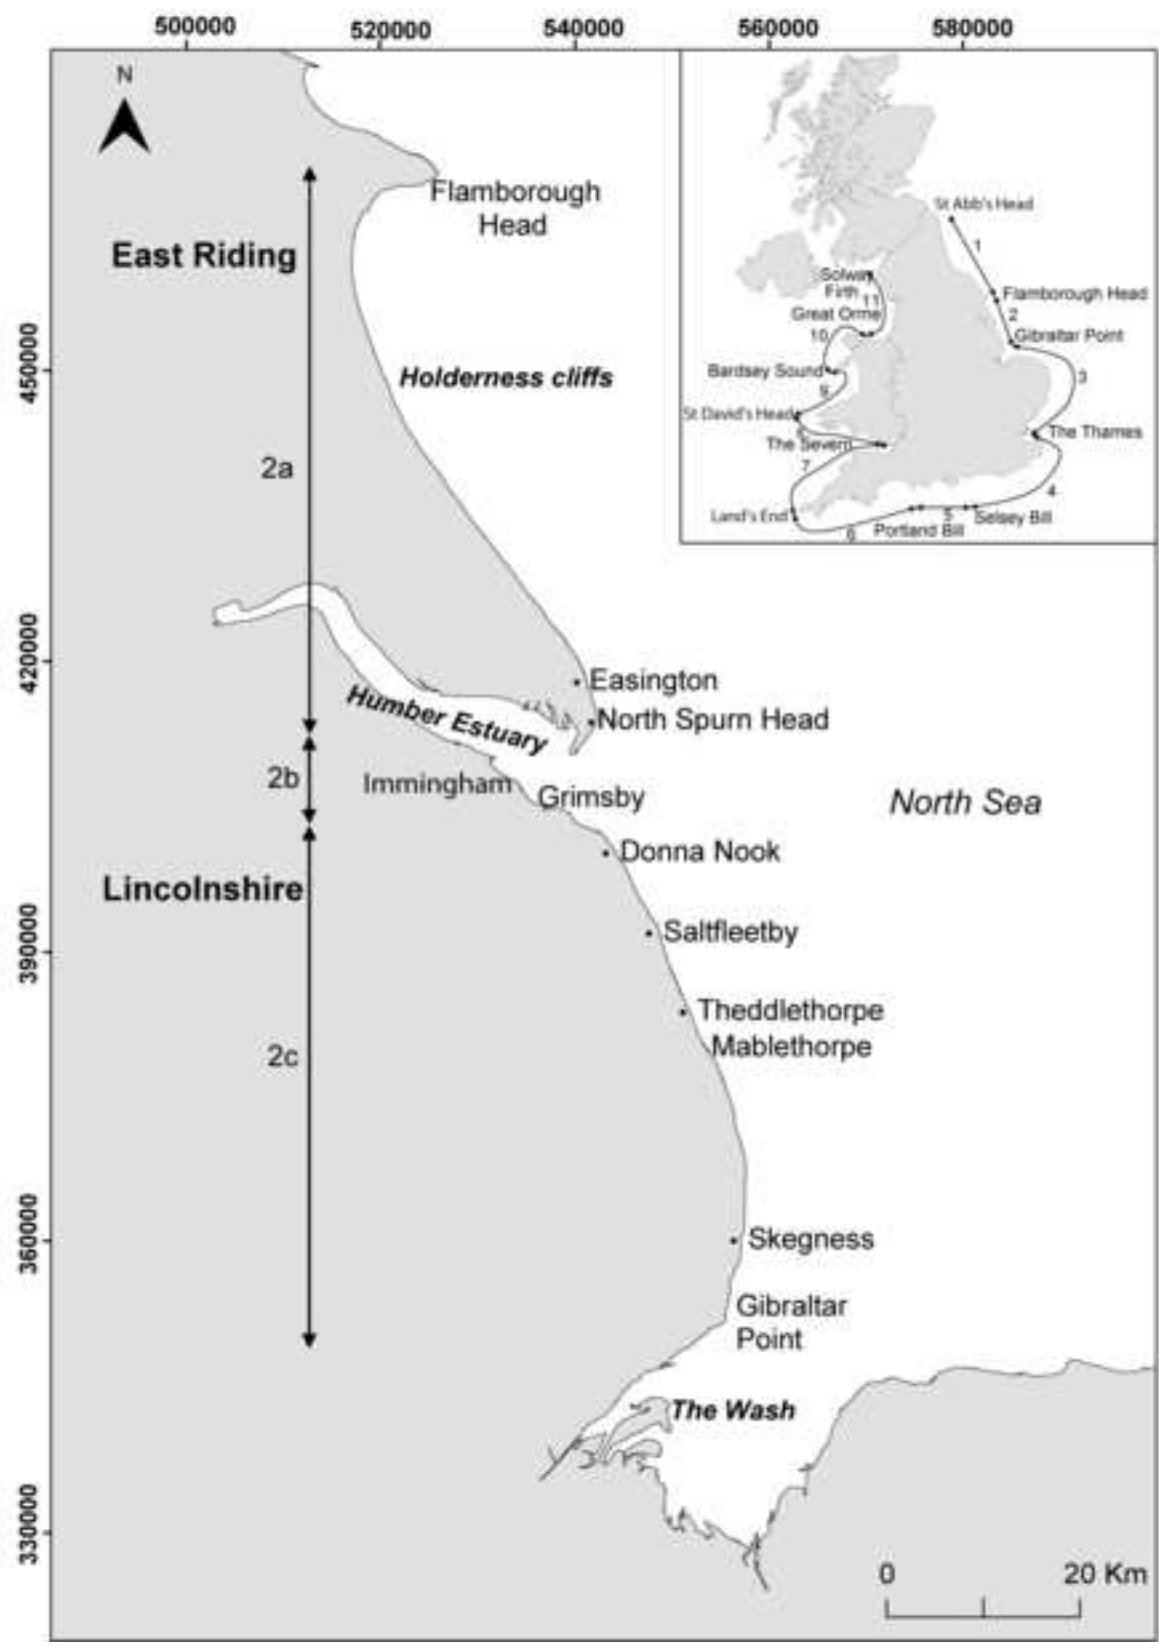 500000 520000 540000 560000 580000
N
Flamborough
Head
East Riding
Holderness cliffs
450000
2a
420000
Easington
North Spurn Head
Humber Estuary
2b
Immingham
Grimsby
North Sea
Donna Nook
Lincolnshire
Saltfleetby
390000
Theddlethorpe
Mablethorpe
2c
360000
Skegness
Gibraltar
Point
The Wash
330000
0 20 Km
St Abb's Head
1
Solway
Firth
11
Flamborough Head
2
Great Orme
10
Gibraltar Point
Bardsey Sound
9
3
St David's Head
8
The Thames
The Severn
7
4
Land's End
6
Portland Bill
5
Selsey Bill